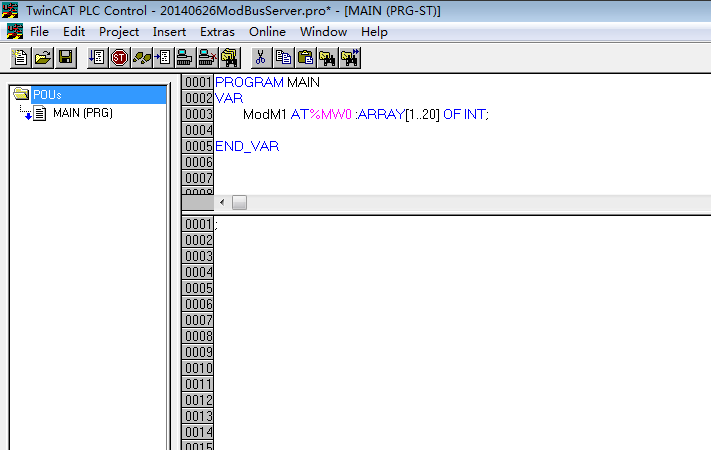 TwinCAT PLC Control - 20140626ModBusServer.pro* - [MAIN (PRG-ST)]
File Edit Project Insert Extras Online Window Help
POUs
MAIN (PRG)
0001 PROGRAM MAIN
0002 VAR
0003 ModM1 AT%MW0 :ARRAY[1..20] OF INT;
0004
0005 END_VAR
0006
0007
0008
0001 ;
0002
0003
0004
0005
0006
0007
0008
0009
0010
0011
0012
0013
0014
0015